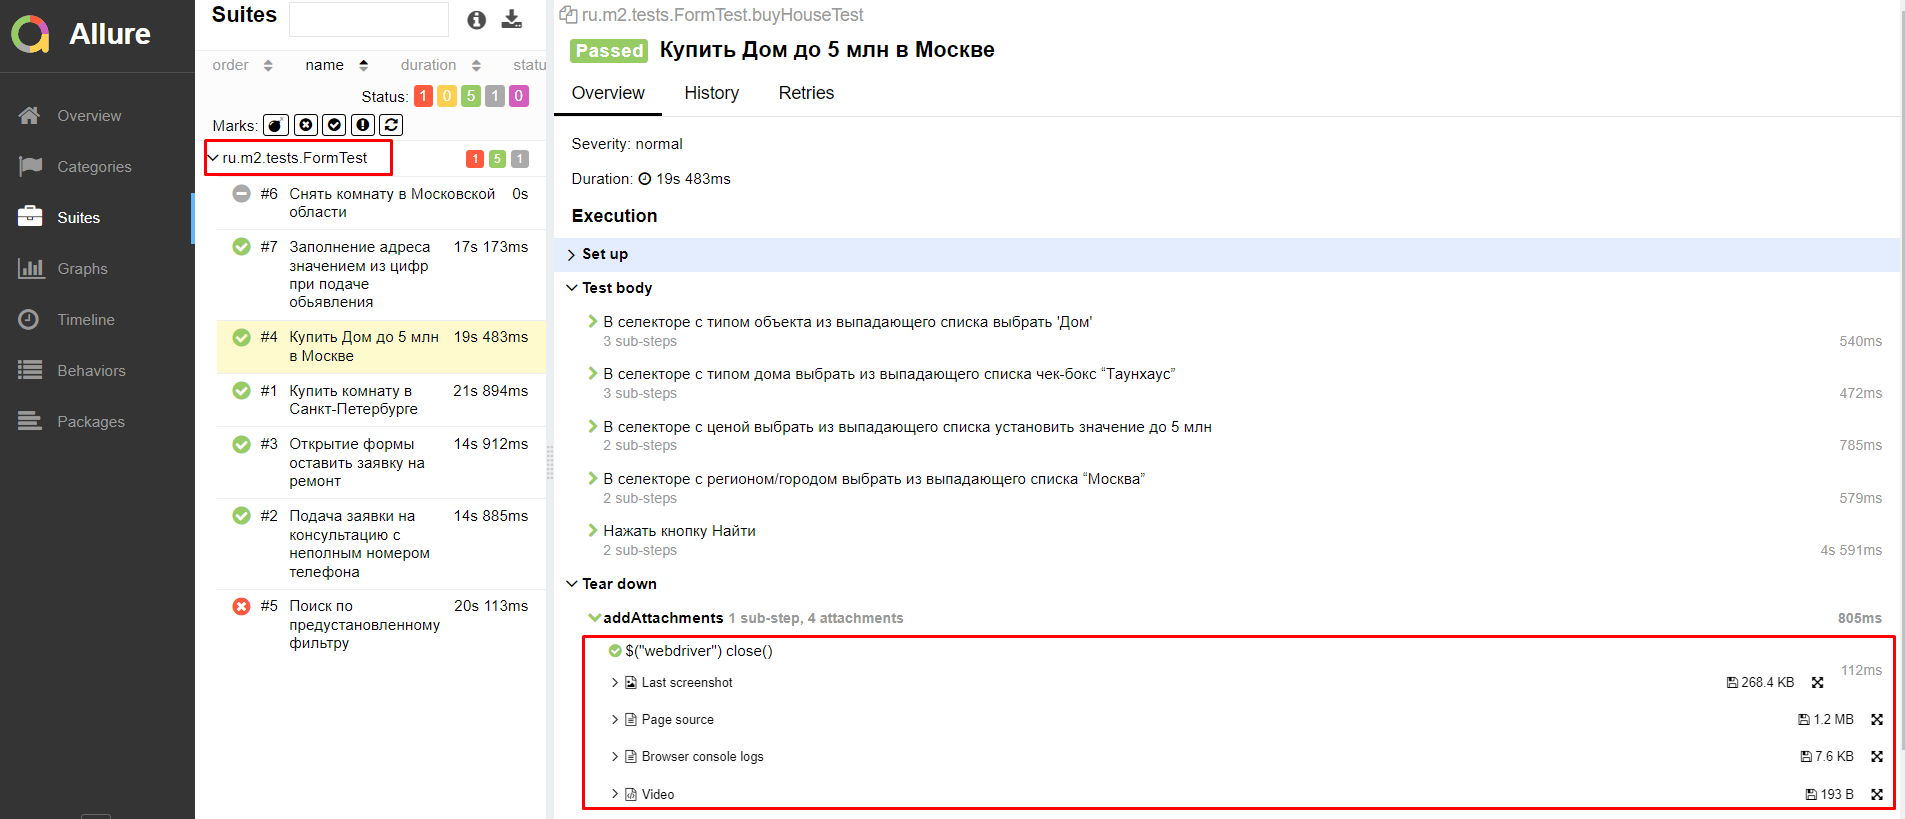 Allure
Overview
Categories
Suites
Graphs
Timeline
Behaviors
Packages
Suites
order name duration statu
Status: 1 0 5 1 0
Marks:
ru.m2.tests.FormTest 1 5 1
#6 Снять комнату в Московской 0s
области
#7 Заполнение адреса 17s 173ms
значением из цифр
при подаче
обьявления
#4 Купить Дом до 5 млн 19s 483ms
в Москве
#1 Купить комнату в 21s 894ms
Санкт-Петербурге
#3 Открытие формы 14s 912ms
оставить заявку на
ремонт
#2 Подача заявки на 14s 885ms
консультацию с
неполным номером
телефона
#5 Поиск по 20s 113ms
предустановленному
фильтру
ru.m2.tests.FormTest.buyHouseTest
Passed Купить Дом до 5 млн в Москве
Overview History Retries
Severity: normal
Duration: 19s 483ms
Execution
Set up
Test body
В селекторе с типом объекта из выпадающего списка выбрать 'Дом'
3 sub-steps 540ms
В селекторе с типом дома выбрать из выпадающего списка чек-бокс “Таунхаус”
3 sub-steps 472ms
В селекторе с ценой выбрать из выпадающего списка установить значение до 5 млн
2 sub-steps 785ms
В селекторе с регионом/городом выбрать из выпадающего списка “Москва”
2 sub-steps 579ms
Нажать кнопку Найти
2 sub-steps 4s 591ms
Tear down
addAttachments 1 sub-step, 4 attachments 805ms
$("webdriver") close()
112ms
Last screenshot 268.4 KB
Page source 1.2 MB
Browser console logs 7.6 KB
Video 193 B